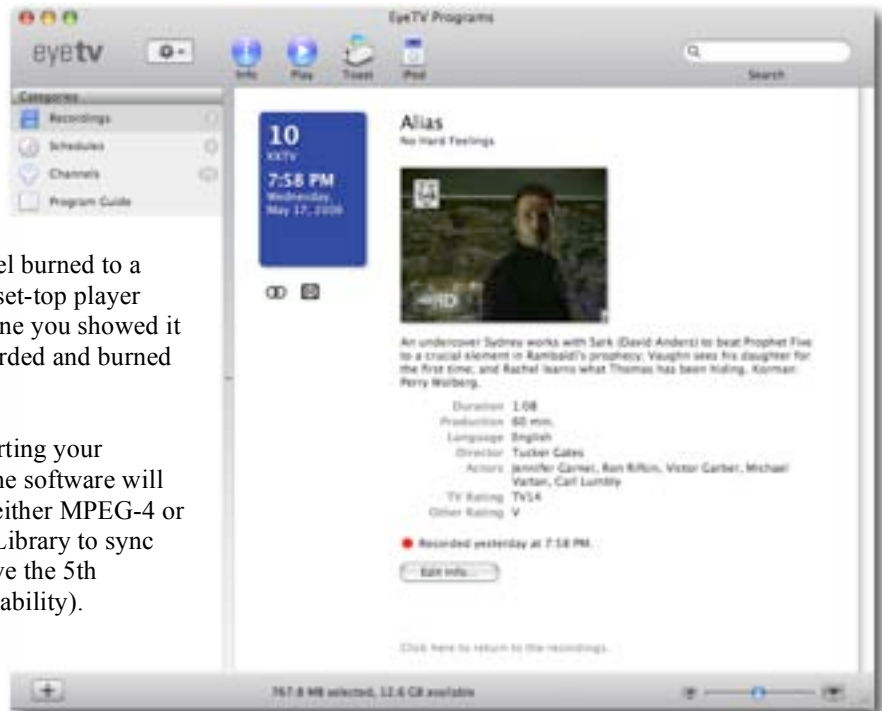 EyeTV Programs
eyetv
Info Play Toast iPod
Search
Categories
Recordings
Schedules
Channels
Program Guide
10
KXTV
7:58 PM
Wednesday,
May 17, 2006
Alias
No Hard Feelings
An undercover Sydney works with Sark (David Anders) to beat Prophet Five
to a crucial element in Rambaldi's prophecy. Vaughn sees his daughter for
the first time, and Rachel learns what Thomas has been hiding. Korman:
Perry Wolberg.
Duration 1:08
Production 60 min.
Language English
Director Tucker Gates
Actors Jennifer Garner, Ron Rifkin, Victor Garber, Michael
Vartan, Carl Lumbly
TV Rating TV14
Other Rating V
Recorded yesterday at 7:58 PM.
Edit Info...
Click here to return to the recordings.
767.8 MB selected, 12.6 GB available
el burned to a
set-top player
ne you showed it
rded and burned
rting your
he software will
either MPEG-4 or
Library to sync
ve the 5th
ability).